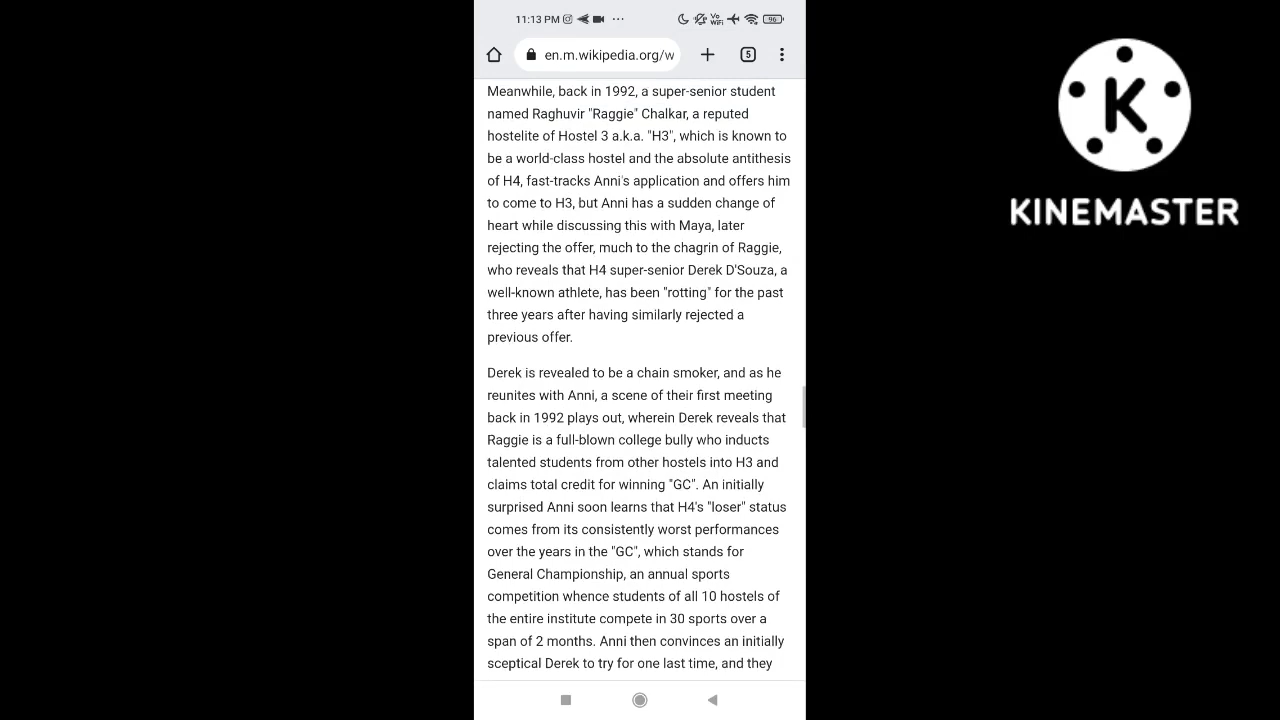 11:13 PM
Vo WiFi
96
en.m.wikipedia.org/w
5
Meanwhile, back in 1992, a super-senior student
named Raghuvir "Raggie" Chalkar, a reputed
hostelite of Hostel 3 a.k.a. "H3", which is known to
be a world-class hostel and the absolute antithesis
of H4, fast-tracks Anni's application and offers him
to come to H3, but Anni has a sudden change of
heart while discussing this with Maya, later
rejecting the offer, much to the chagrin of Raggie,
who reveals that H4 super-senior Derek D'Souza, a
well-known athlete, has been "rotting" for the past
three years after having similarly rejected a
previous offer.
Derek is revealed to be a chain smoker, and as he
reunites with Anni, a scene of their first meeting
back in 1992 plays out, wherein Derek reveals that
Raggie is a full-blown college bully who inducts
talented students from other hostels into H3 and
claims total credit for winning "GC". An initially
surprised Anni soon learns that H4's "loser" status
comes from its consistently worst performances
over the years in the "GC", which stands for
General Championship, an annual sports
competition whence students of all 10 hostels of
the entire institute compete in 30 sports over a
span of 2 months. Anni then convinces an initially
sceptical Derek to try for one last time, and they
K
KINEMASTER